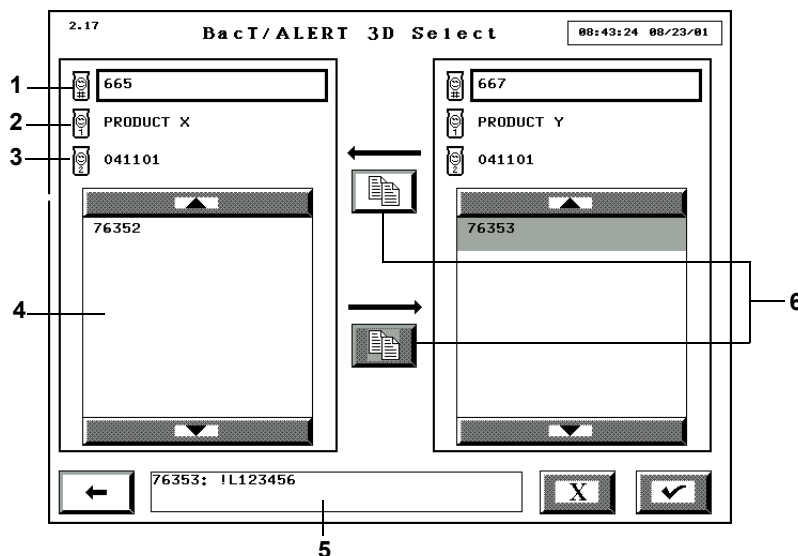 2.17
BacT/ALERT 3D Select
08:43:24 08/23/01
1
665
667
2
PRODUCT X
PRODUCT Y
3
041101
041101
76352
76353
4
6
76353: !L123456
X
5